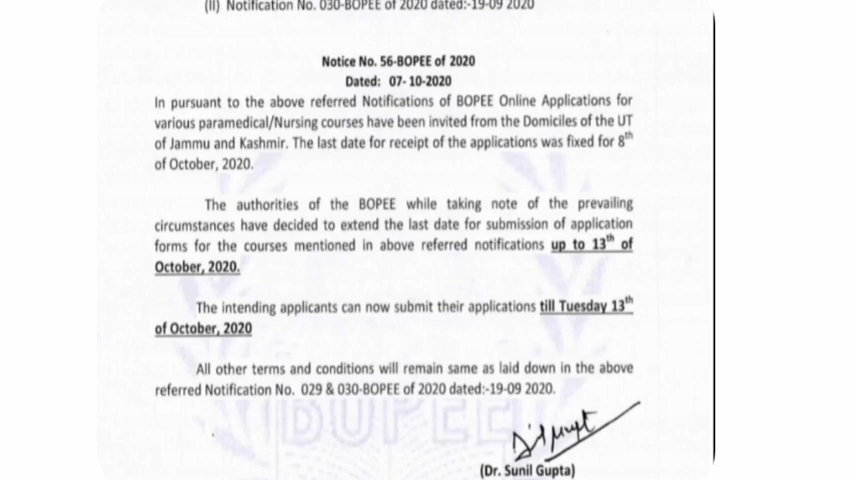 (II) Notification No. 030-BOPEE of 2020 dated:-19-09 2020
Notice No. 56-BOPEE of 2020
Dated: 07-10-2020
In pursuant to the above referred Notifications of BOPEE Online Applications for
various paramedical/Nursing courses have been invited from the Domiciles of the UT
of Jammu and Kashmir. The last date for receipt of the applications was fixed for 8th
of October, 2020.
The authorities of the BOPEE while taking note of the prevailing
circumstances have decided to extend the last date for submission of application
forms for the courses mentioned in above referred notifications up to 13th of
October, 2020.
The intending applicants can now submit their applications till Tuesday 13th
of October, 2020
All other terms and conditions will remain same as laid down in the above
referred Notification No. 029 & 030-BOPEE of 2020 dated:-19-09 2020.
BOPEE
(Dr. Sunil Gupta)